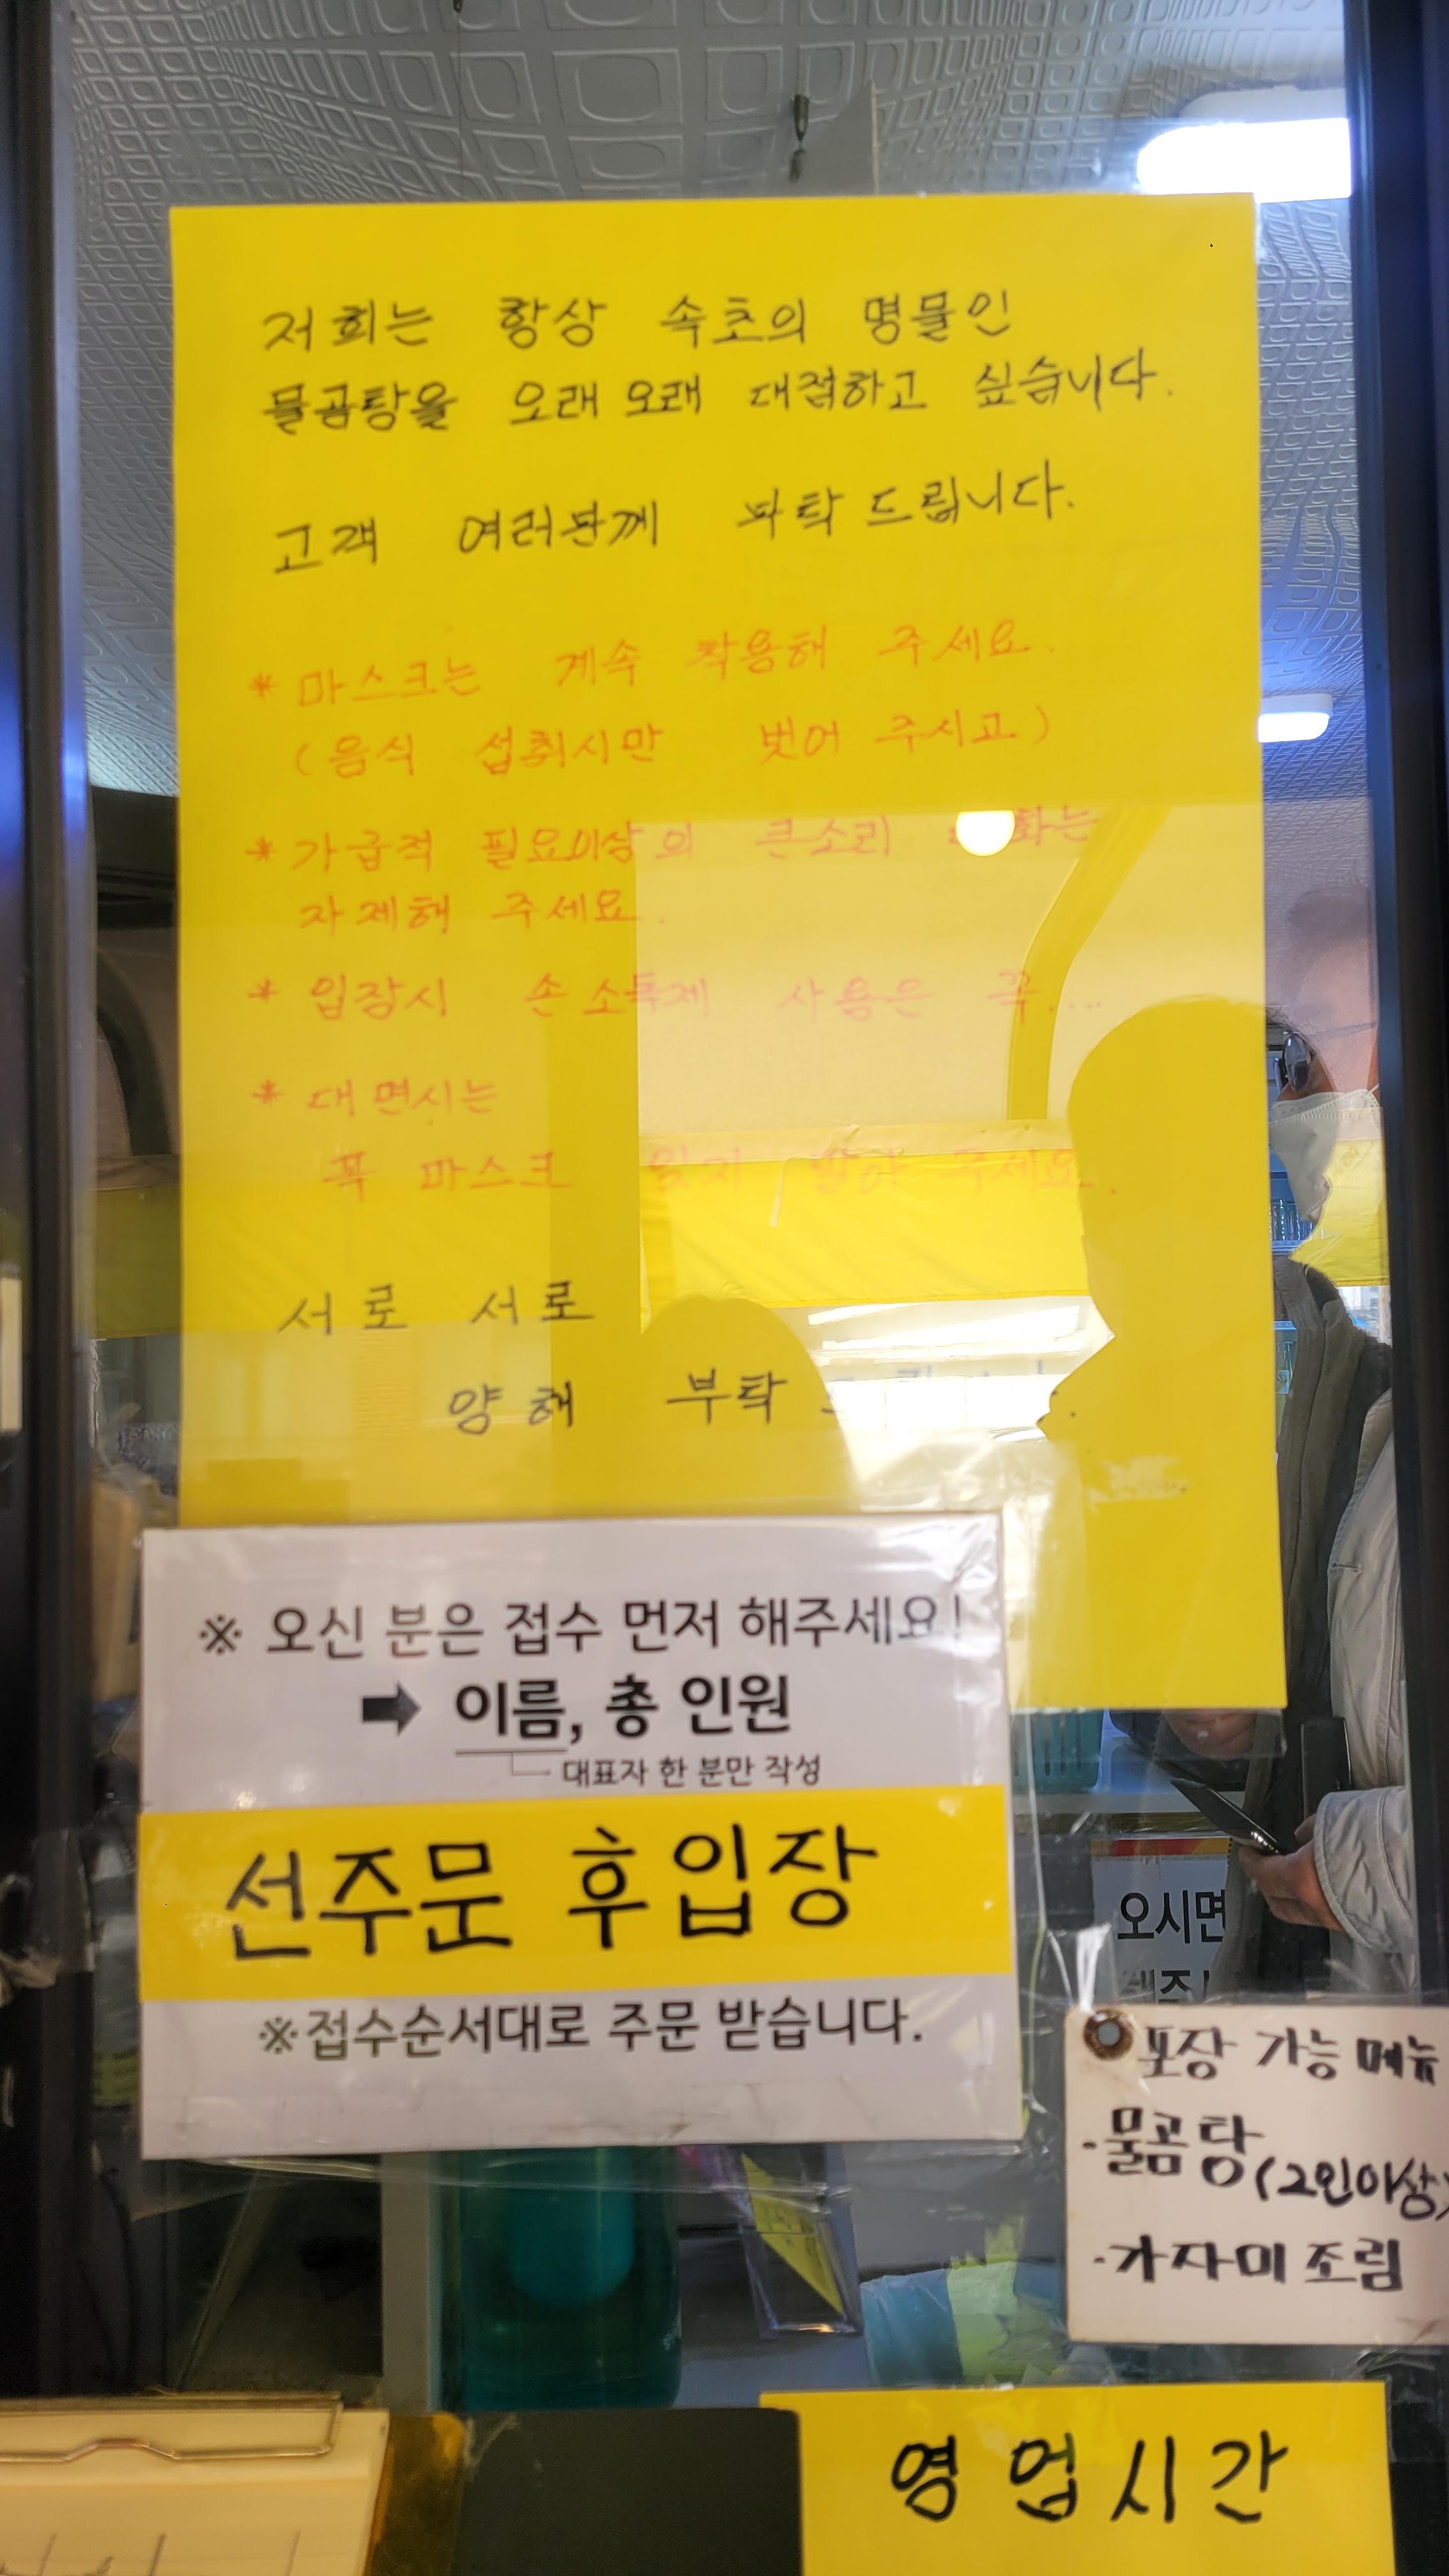 저희는 항상 속초의 명물인
물곰탕을 오래오래 대접하고 싶습니다.
고객 여러분께 부탁드립니다.
* 마스크는 계속 착용해 주세요.
(음식 섭취시만 벗어 주시고)
* 가급적 필요이상의 큰소리
자제해 주세요.
* 입장시 손소독제 사용은 꼭....
* 대면시는
꼭 마스크 잊지 말아 주세요.
서로 서로
양해 부탁
※ 오신 분은 접수 먼저 해주세요!
➡ 이름, 총 인원
대표자 한 분만 작성
선주문 후입장
※접수순서대로 주문 받습니다.
오시면
포장 가능 메뉴
·물곰탕 (2인이상)
·가자미 조림
영업시간